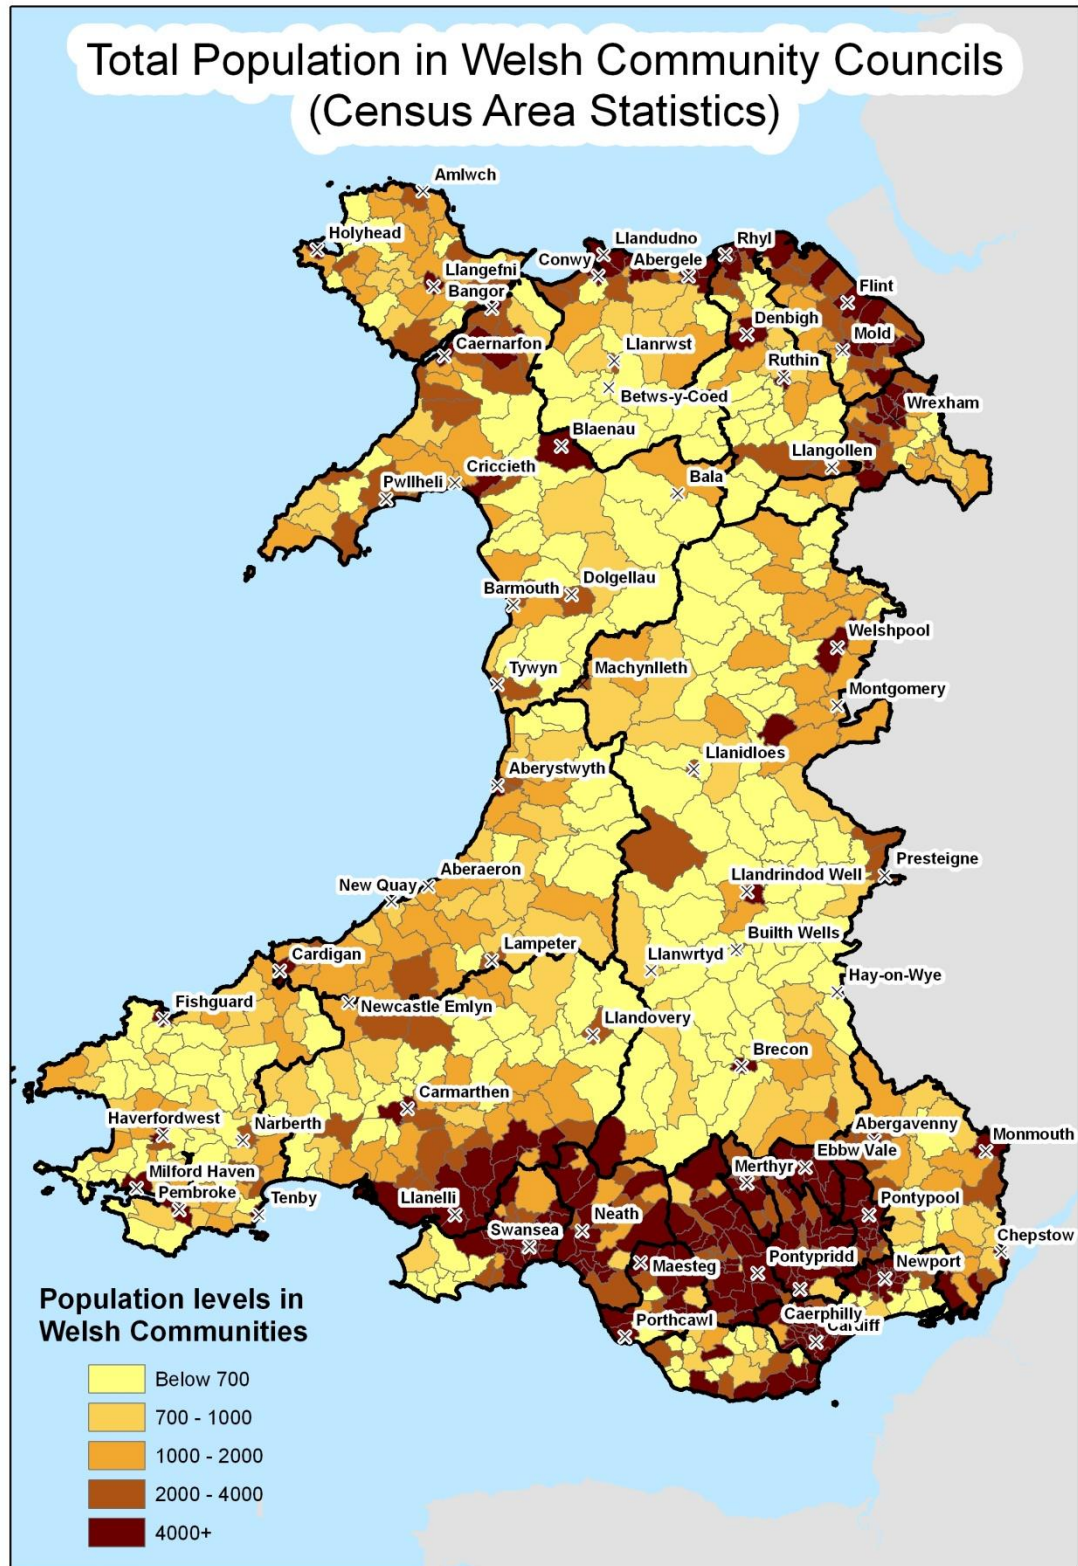 Total Population in Welsh Community Councils
(Census Area Statistics)
Amlwch
Holyhead
Llandudno
Rhyl
Conwy
Abergele
Llangefni
Bangor
Flint
Denbigh
Caernarfon
Mold
Llanrwst
Ruthin
Betws-y-Coed
Wrexham
Blaenau
Llangollen
Criccieth
Pwllheli
Bala
Dolgellau
Barmouth
Welshpool
Tywyn
Machynlleth
Montgomery
Llanidloes
Aberystwyth
Presteigne
Aberaeron
Llandrindod Well
New Quay
Builth Wells
Lampeter
Llanwrtyd
Cardigan
Hay-on-Wye
Fishguard
Newcastle Emlyn
Llandovery
Brecon
Carmarthen
Haverfordwest
Narberth
Abergavenny
Ebbw Vale
Monmouth
Milford Haven
Merthyr
Pembroke
Tenby
Llanelli
Neath
Pontypool
Swansea
Chepstow
Maesteg
Pontypridd
Newport
Porthcawl
Caerphilly
Cardiff
Population levels in
Welsh Communities
Below 700
700 - 1000
1000 - 2000
2000 - 4000
4000+